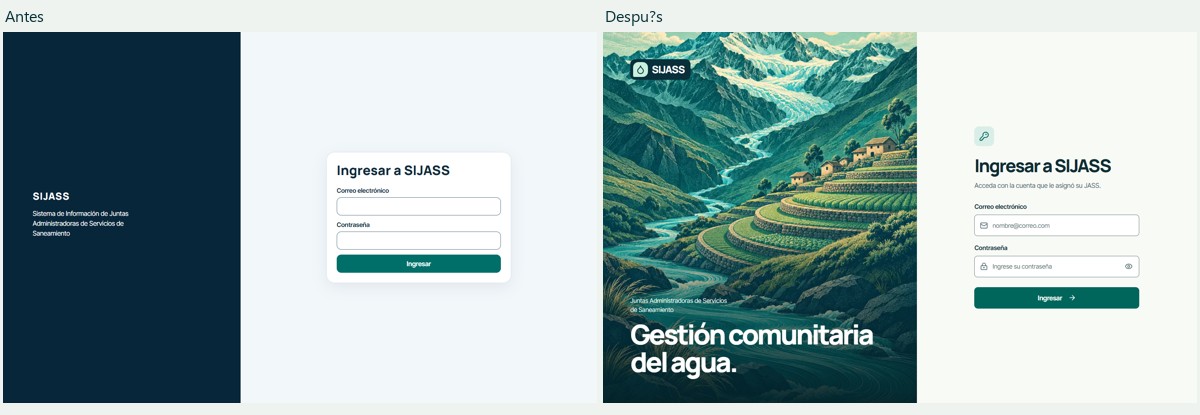 Antes
SIJASS
Sistema de Información de Juntas
Administradoras de Servicios de
Saneamiento
Ingresar a SIJASS
Correo electrónico
Contraseña
Ingresar
Despu?s
SIJASS
Juntas Administradoras de Servicios
de Saneamiento
Gestión comunitaria
del agua.
Ingresar a SIJASS
Acceda con la cuenta que le asignó su JASS.
Correo electrónico
nombre@correo.com
Contraseña
Ingrese su contraseña
Ingresar →